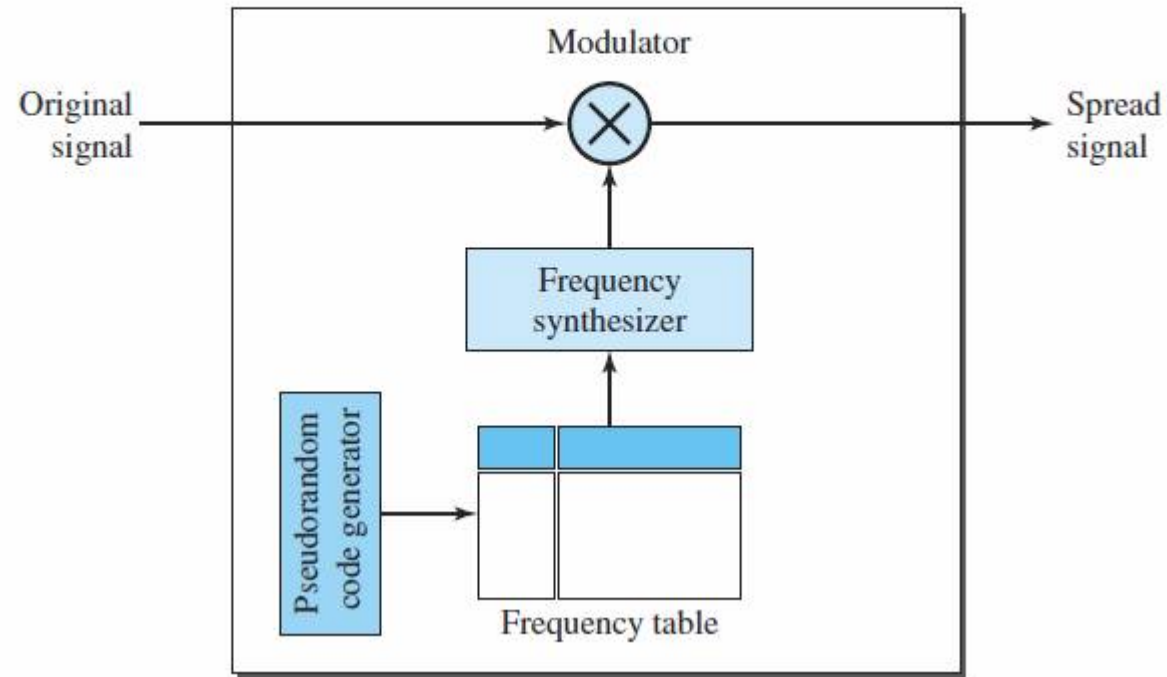 Modulator
Original
signal
Spread
signal
Frequency
synthesizer
Pseudorandom
code generator
Frequency table